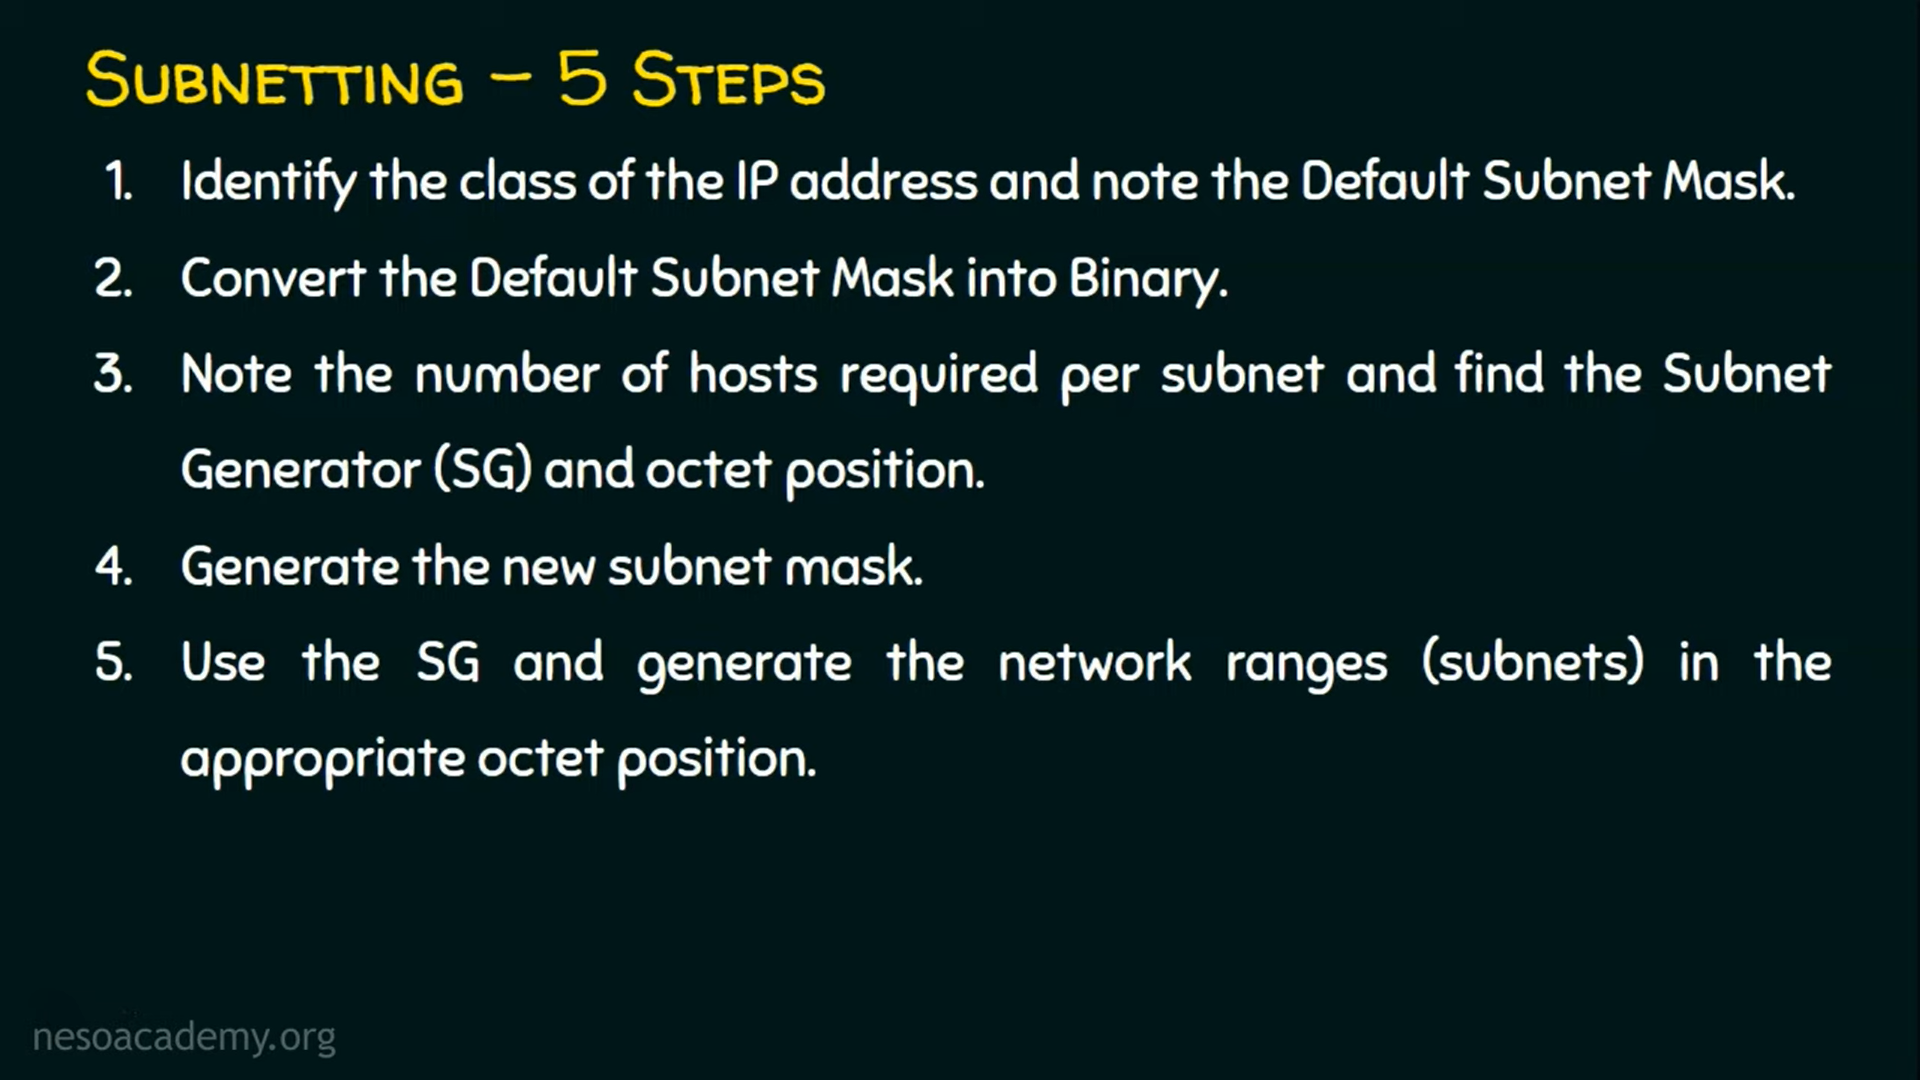 SUBNETTING – 5 STEPS
1. Identify the class of the IP address and note the Default Subnet Mask.
2. Convert the Default Subnet Mask into Binary.
3. Note the number of hosts required per subnet and find the Subnet
Generator (SG) and octet position.
4. Generate the new subnet mask.
5. Use the SG and generate the network ranges (subnets) in the
appropriate octet position.
nesoacademy.org